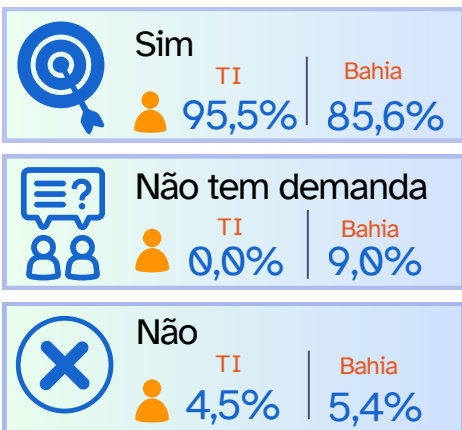 Sim
TI Bahia
95,5% 85,6%
?
Não tem demanda
TI Bahia
0,0% 9,0%
Não
TI Bahia
4,5% 5,4%